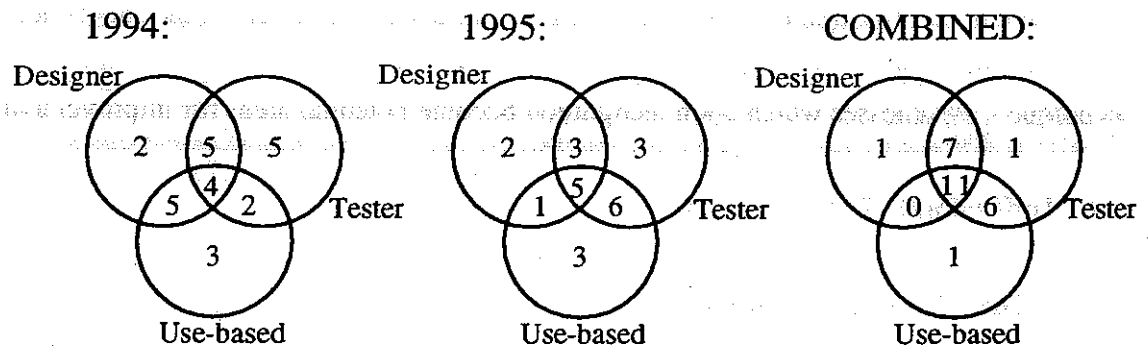 1994: 1995: COMBINED:
Designer Designer Designer
2 5 5 2 3 3 1 7 1
4 5 11
5 2 1 6 0 6
Tester Tester Tester
3 3 1
Use-based Use-based Use-based